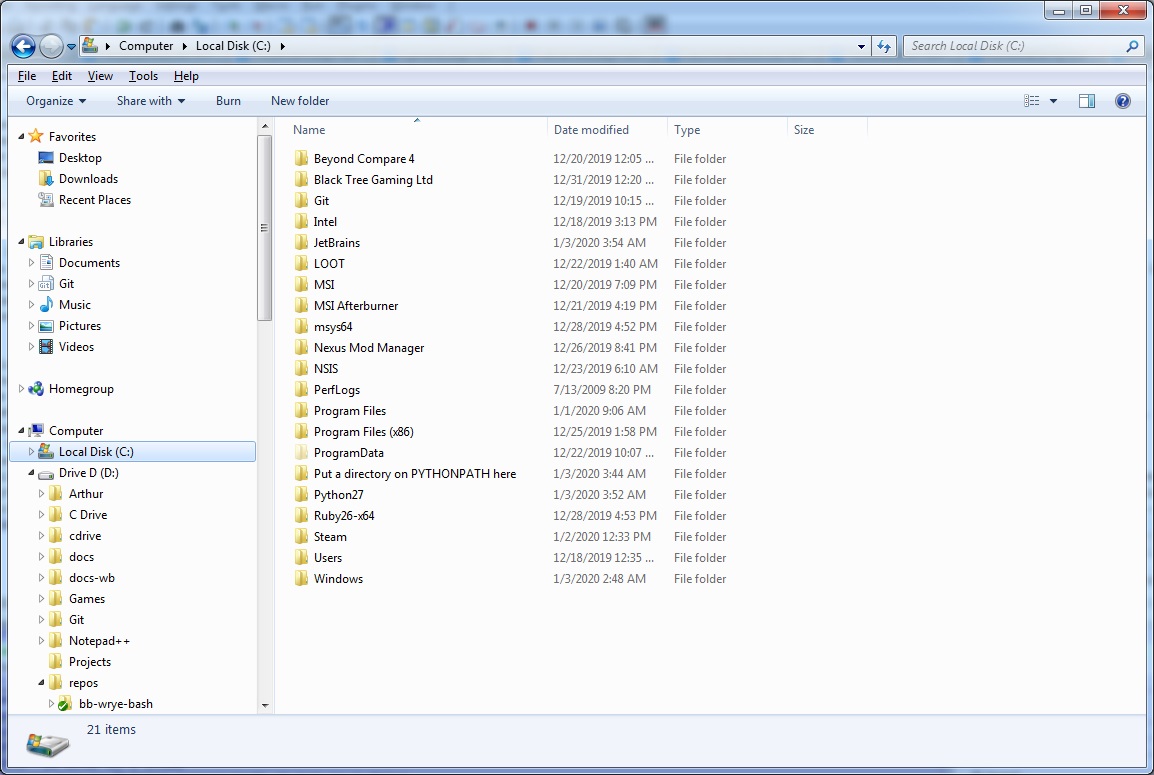 Computer Local Disk (C:) Search Local Disk (C:)
File Edit View Tools Help
Organize Share with Burn New folder
Favorites
Desktop
Downloads
Recent Places
Libraries
Documents
Git
Music
Pictures
Videos
Homegroup
Computer
Local Disk (C:)
Drive D (D:)
Arthur
C Drive
cdrive
docs
docs-wb
Games
Git
Notepad++
Projects
repos
bb-wrye-bash
Name Date modified Type Size
Beyond Compare 4 12/20/2019 12:05 ... File folder
Black Tree Gaming Ltd 12/31/2019 12:20 ... File folder
Git 12/19/2019 10:15 ... File folder
Intel 12/18/2019 3:13 PM File folder
JetBrains 1/3/2020 3:54 AM File folder
LOOT 12/22/2019 1:40 AM File folder
MSI 12/20/2019 7:09 PM File folder
MSI Afterburner 12/21/2019 4:19 PM File folder
msys64 12/28/2019 4:52 PM File folder
Nexus Mod Manager 12/26/2019 8:41 PM File folder
NSIS 12/23/2019 6:10 AM File folder
PerfLogs 7/13/2009 8:20 PM File folder
Program Files 1/1/2020 9:06 AM File folder
Program Files (x86) 12/25/2019 1:58 PM File folder
ProgramData 12/22/2019 10:07 ... File folder
Put a directory on PYTHONPATH here 1/3/2020 3:44 AM File folder
Python27 1/3/2020 3:52 AM File folder
Ruby26-x64 12/28/2019 4:53 PM File folder
Steam 1/2/2020 12:33 PM File folder
Users 12/18/2019 12:35 ... File folder
Windows 1/3/2020 2:48 AM File folder
21 items